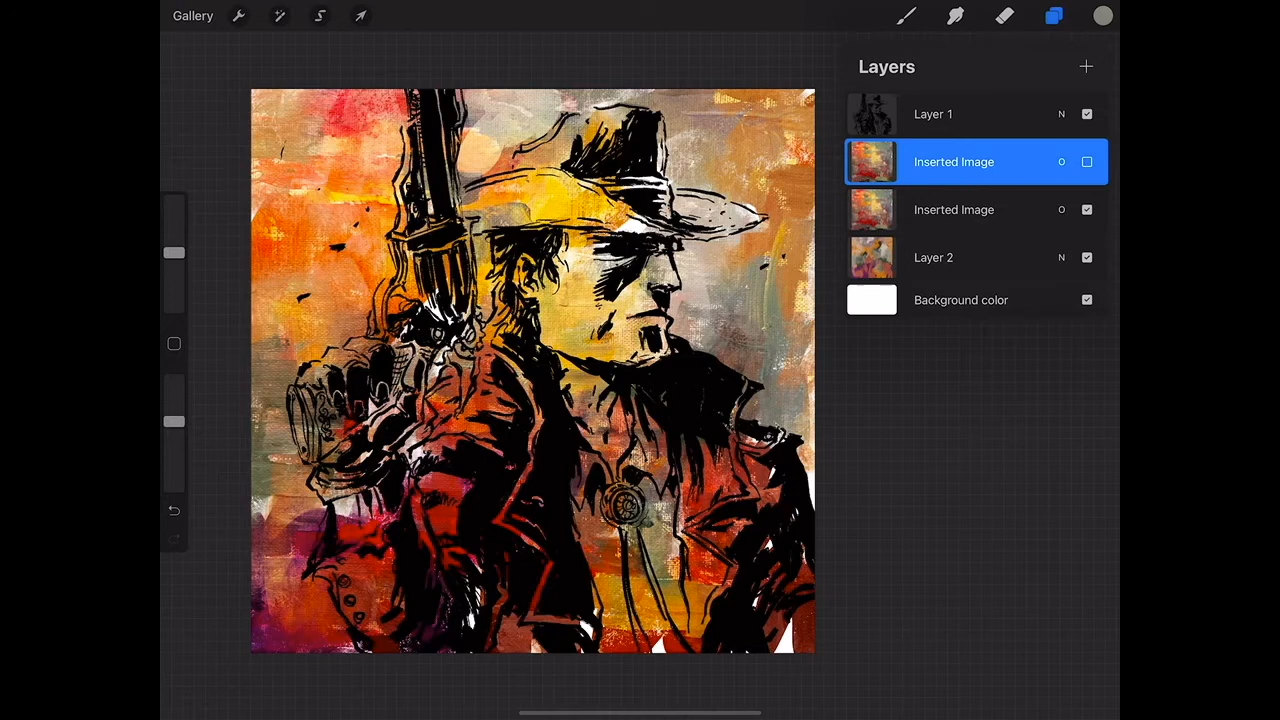 Gallery
Layers
Layer 1 N
Inserted Image O
Inserted Image O
Layer 2 N
Background color